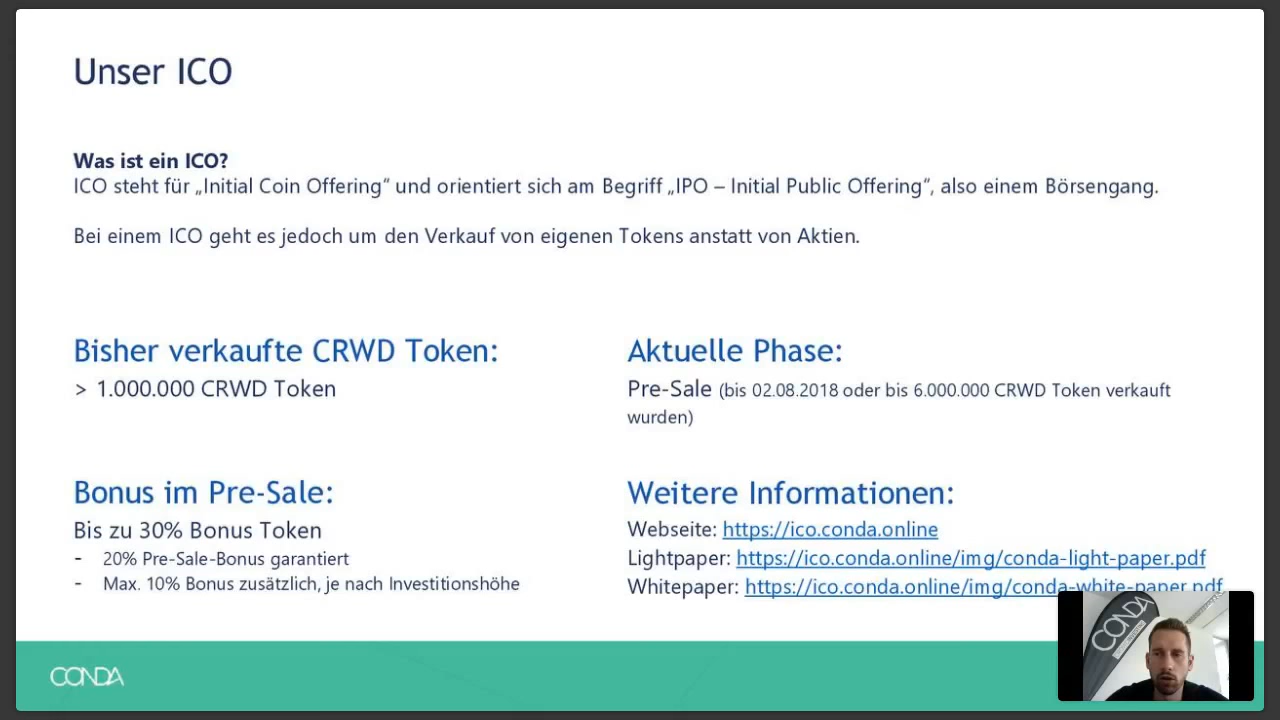 Unser ICO
Was ist ein ICO?
ICO steht für „Initial Coin Offering“ und orientiert sich am Begriff „IPO – Initial Public Offering“, also einem Börsengang.
Bei einem ICO geht es jedoch um den Verkauf von eigenen Tokens anstatt von Aktien.
Bisher verkaufte CRWD Token:
> 1.000.000 CRWD Token
Aktuelle Phase:
Pre-Sale (bis 02.08.2018 oder bis 6.000.000 CRWD Token verkauft
wurden)
Bonus im Pre-Sale:
Bis zu 30% Bonus Token
- 20% Pre-Sale-Bonus garantiert
- Max. 10% Bonus zusätzlich, je nach Investitionshöhe
Weitere Informationen:
Webseite: https://ico.conda.online
Lightpaper: https://ico.conda.online/img/conda-light-paper.pdf
Whitepaper: https://ico.conda.online/img/conda-white-paper.pdf
CONDA
CONDA